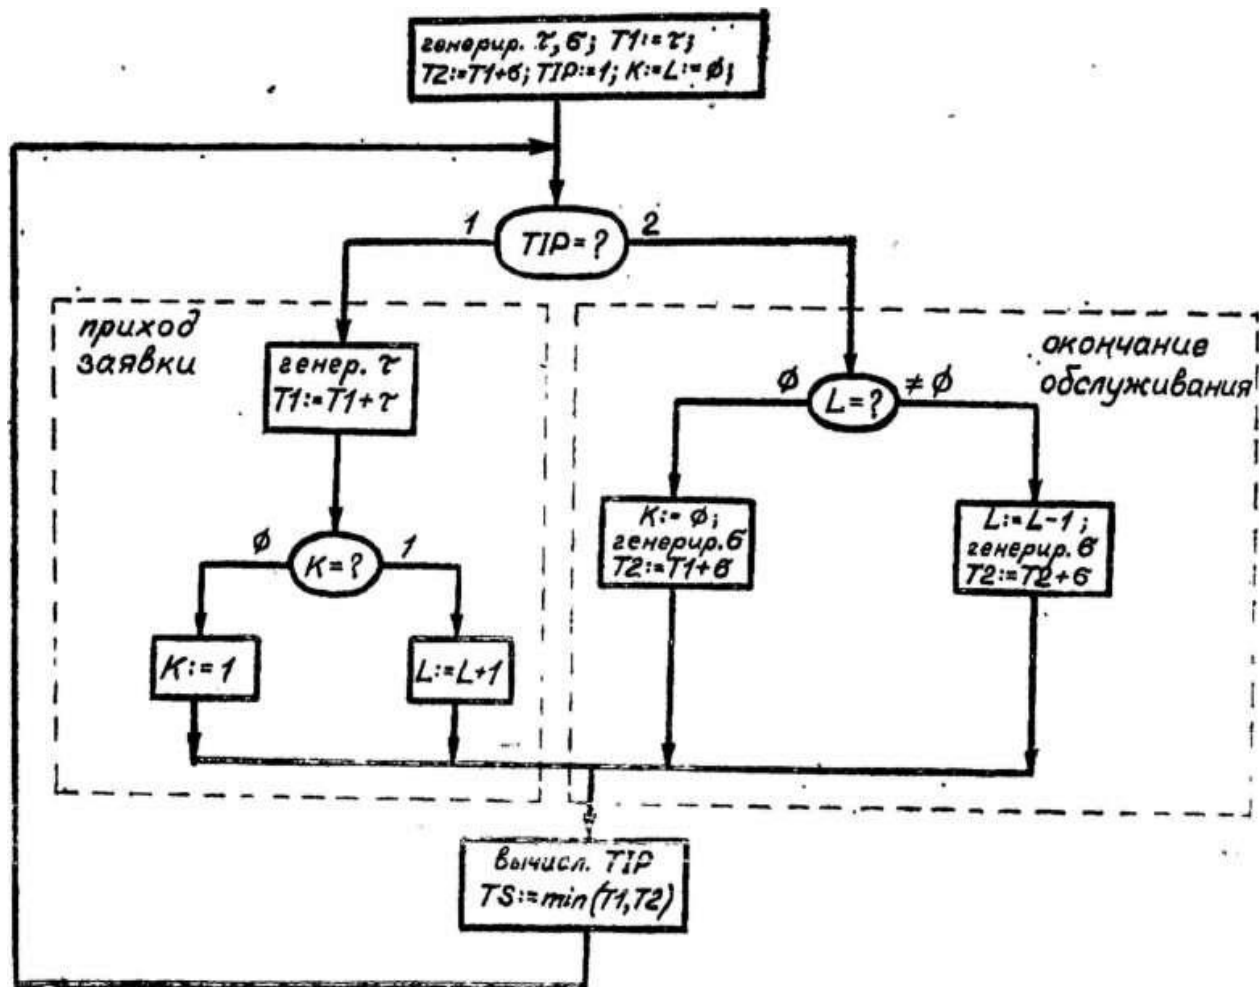 генерир. τ, σ; T1:=τ;
T2:=T1+σ; TIP:=1; K:=L:=∅;
1
TIP=?
2
приход
заявки
генер. τ
T1:=T1+τ
∅
K=?
1
K:=1
L:=L+1
окончание
обслуживания
∅
L=?
≠∅
K:=∅;
генерир. σ
T2:=T1+σ
L:=L-1;
генерир. σ
T2:=T2+σ
вычисл. TIP
TS:=min(T1,T2)